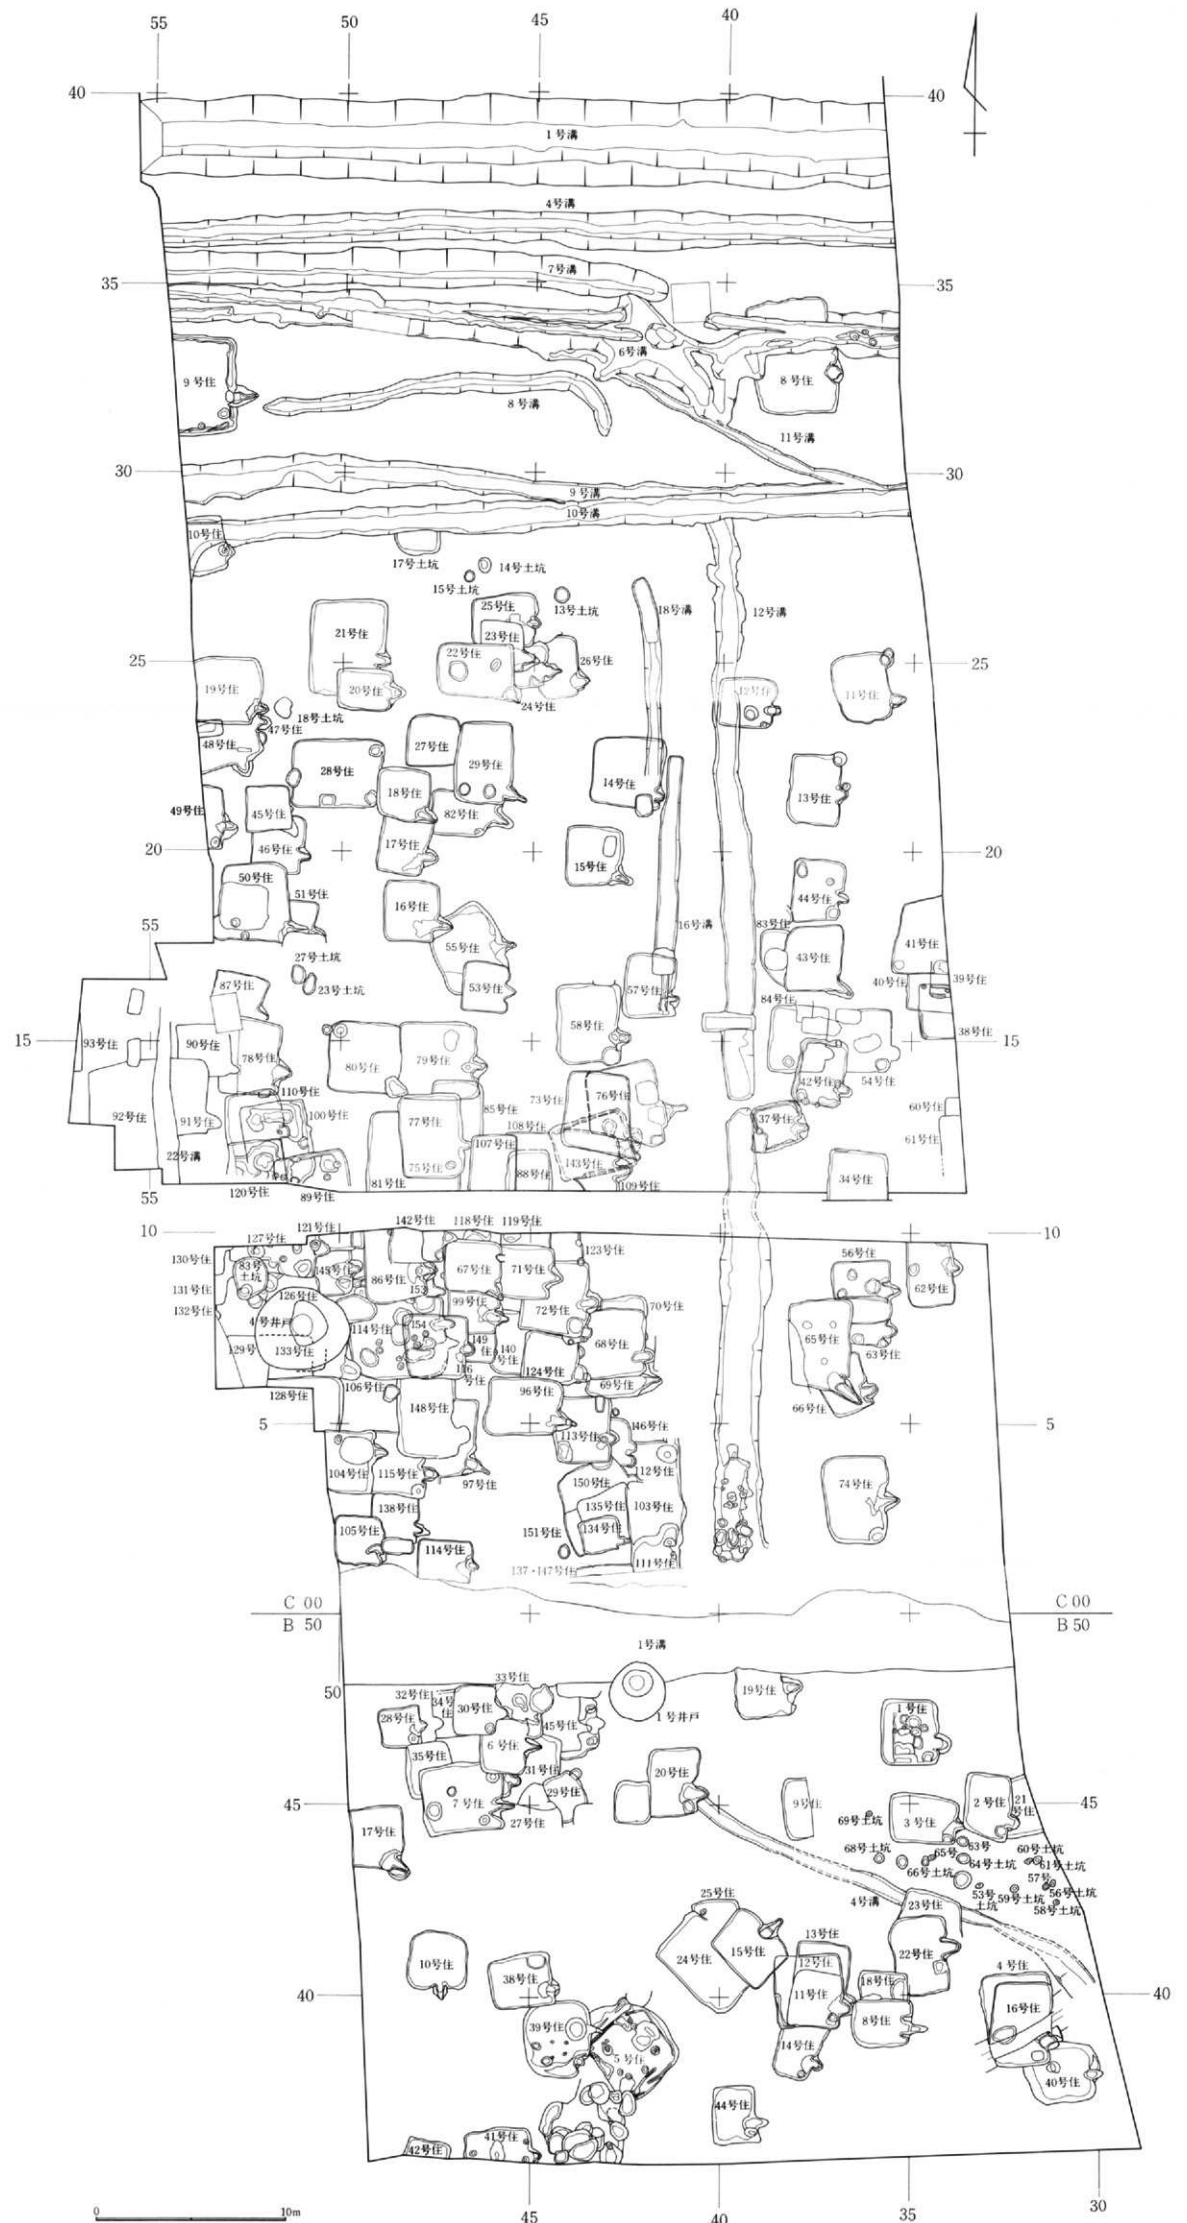 55 50 45 40
40 40
1号溝
4号溝
7号溝
35 35
6号溝
9号住 8号住
8号溝
11号溝
30 30
9号溝
10号溝
10号住
17号土坑 14号土坑
15号土坑
13号土坑
25号住 18号溝 12号溝
21号住 23号住
22号住 26号住
25 25
19号住 20号住 12号住 11号住
24号住
18号土坑
47号住
48号住 27号住
28号住 29号住
14号住
18号住 13号住
49号住 45号住 82号住
20 46号住 17号住 20
15号住
50号住
51号住 44号住
16号住
83号住
16号溝
55 55号住 43号住 41号住
27号土坑
87号住 53号住 57号住 40号住 39号住
23号土坑
84号住
58号住 38号住
15 93号住 90号住 15
78号住 80号住 79号住
42号住 54号住
110号住
73号住 76号住
100号住 85号住 60号住
92号住 91号住 77号住 37号住
108号住
107号住 61号住
22号溝
75号住 143号住
88号住 34号住
81号住 109号住
120号住 89号住
55
10 10
121号住 142号住 118号住 119号住
127号住
130号住 123号住 56号住
83号土坑
145号住 86号住 67号住 71号住
131号住 153 62号住
126号住 99号住
132号住 72号住 70号住
4号井戸
114号住 154
65号住
68号住
129号 133号住 149号住 140号住 63号住
124号住
116号住
69号住
106号住
128号住 96号住
148号住 66号住
5 5
113号住 146号住
104号住 115号住 112号住
97号住 150号住 74号住
138号住 135号住 103号住
105号住 151号住 134号住
114号住
111号住
137・147号住
C 00 C 00
B 50 B 50
1号溝
33号住
50 19号住
32号住
34号住
30号住 1号井戸
28号住 1号住
45号住
6号住
35号住
31号住
20号住
29号住
45 7号住 9号住 2号住 21号住 45
27号住 3号住
69号土坑
17号住
63号
68号土坑 65号 60号土坑
64号土坑 61号土坑
66号土坑 57号
53号土坑 56号土坑
59号土坑
25号住 58号土坑
4号溝
23号住
13号住
24号住 15号住 22号住
10号住 12号住 4号住
38号住 18号住
40 11号住 16号住 40
39号住 8号住
14号住
5号住
40号住
44号住
42号住 41号住
45 40 35 30
0 10m